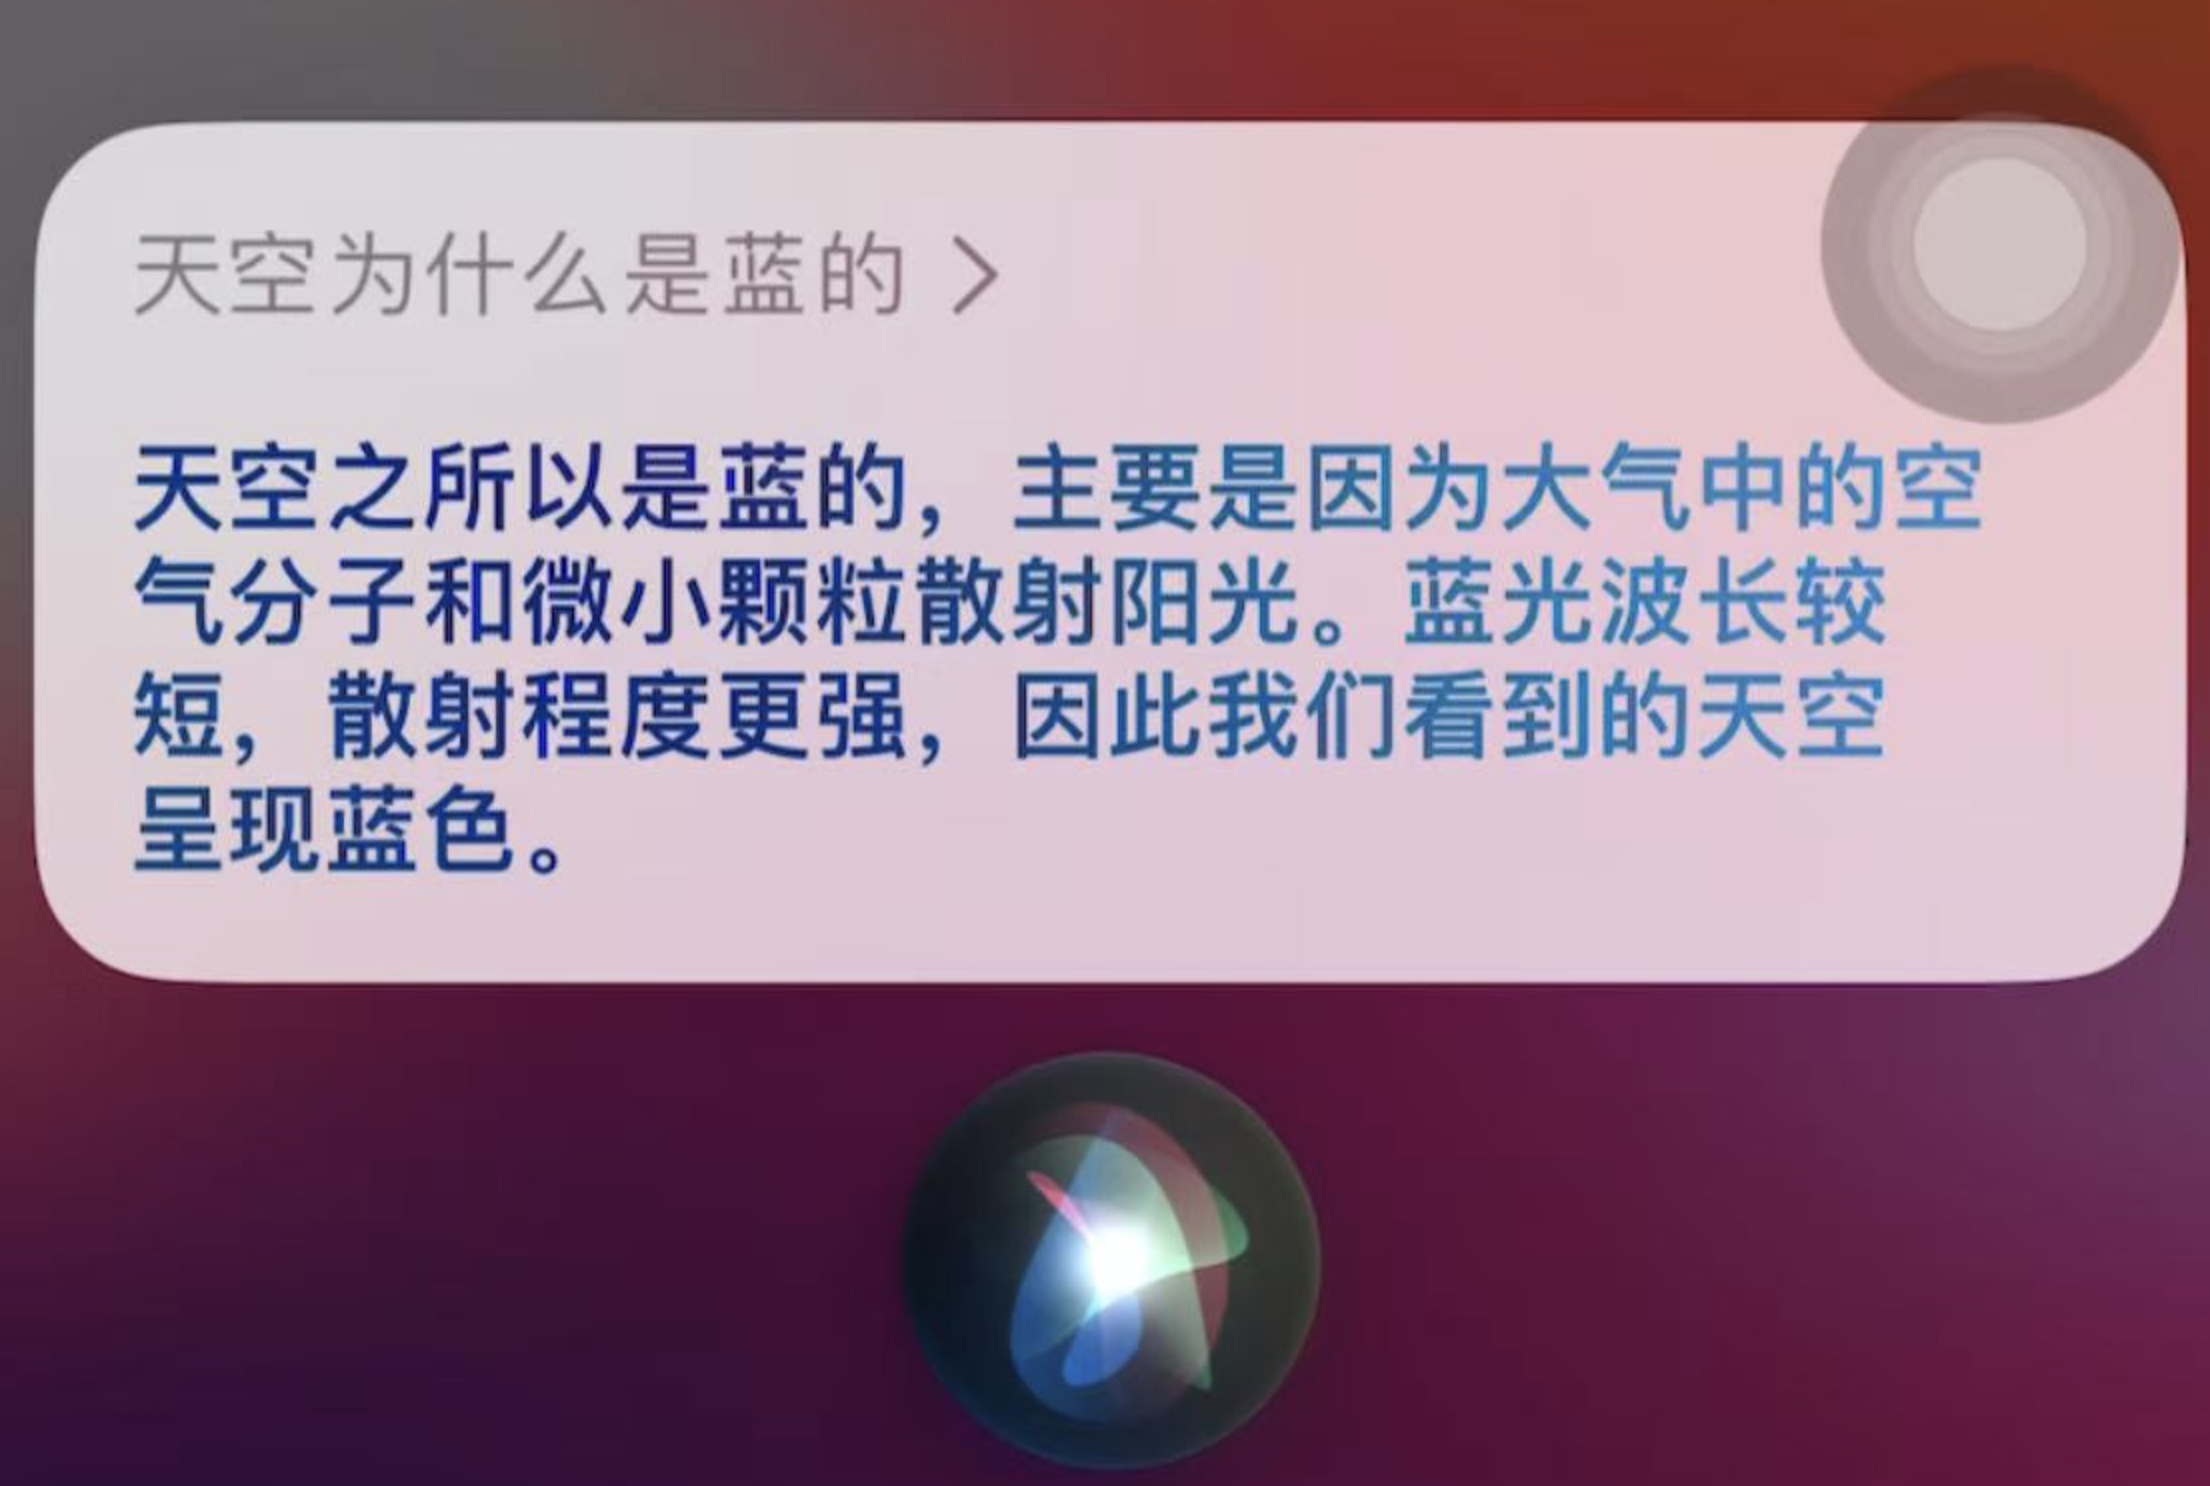 天空为什么是蓝的 >
天空之所以是蓝的，主要是因为大气中的空
气分子和微小颗粒散射阳光。蓝光波长较
短，散射程度更强，因此我们看到的天空
呈现蓝色。